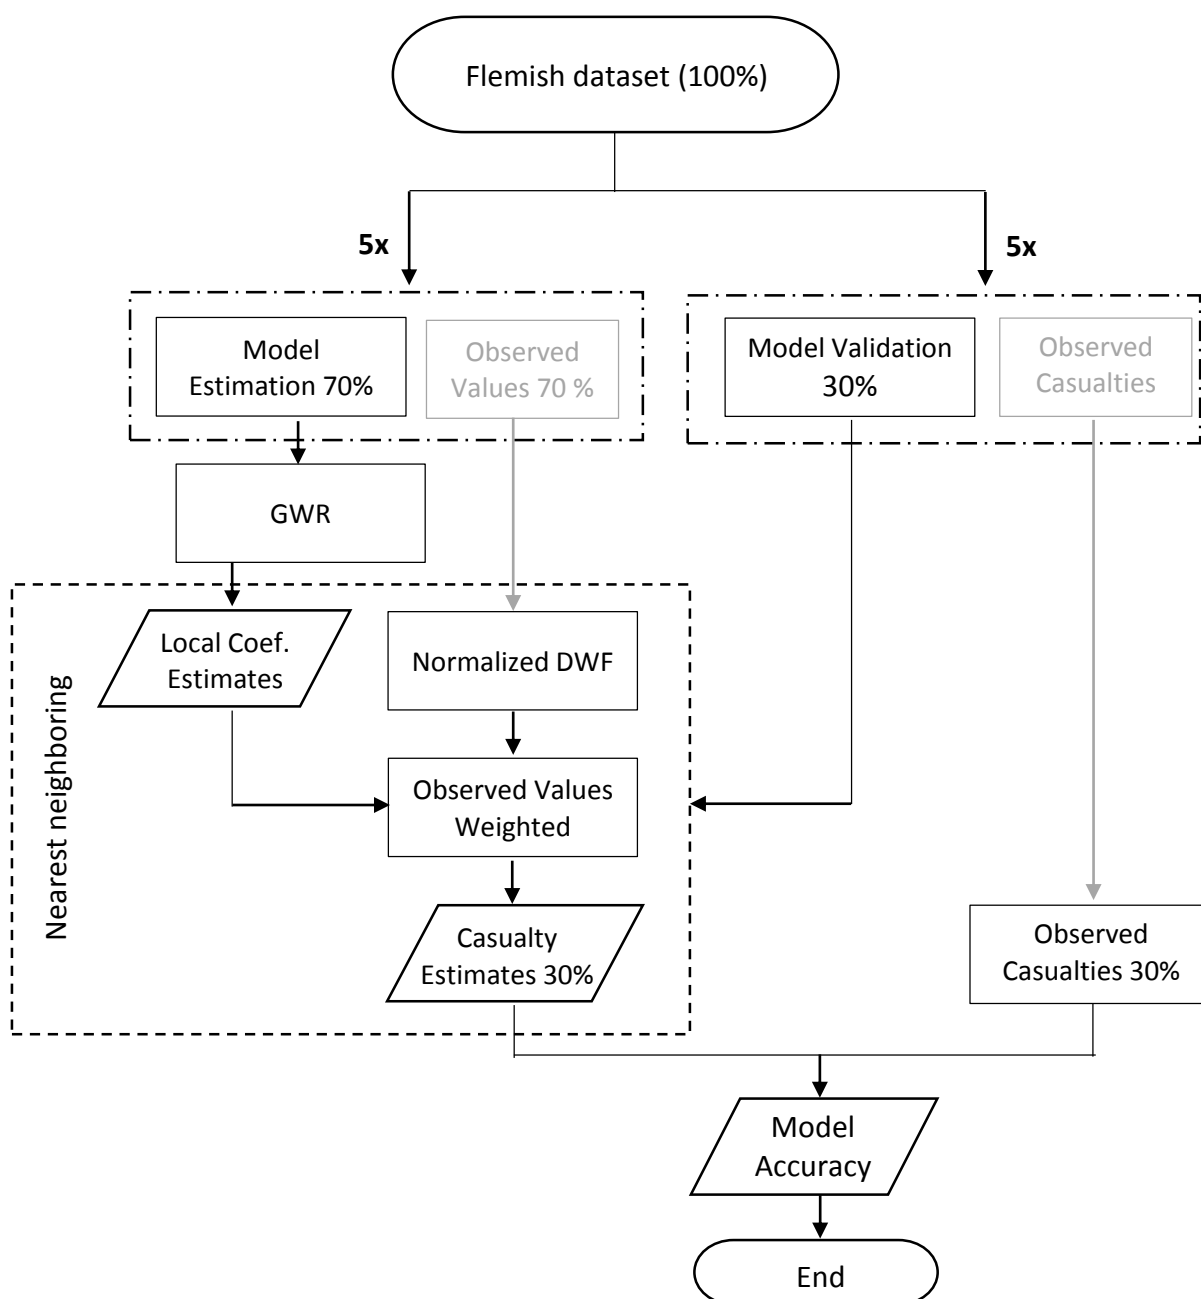 Flemish dataset (100%)
5x
5x
Model
Estimation 70%
Observed
Values 70 %
Model Validation
30%
Observed
Casualties
GWR
Local Coef.
Estimates
Normalized DWF
Nearest neighboring
Observed Values
Weighted
Casualty
Estimates 30%
Observed
Casualties 30%
Model
Accuracy
End